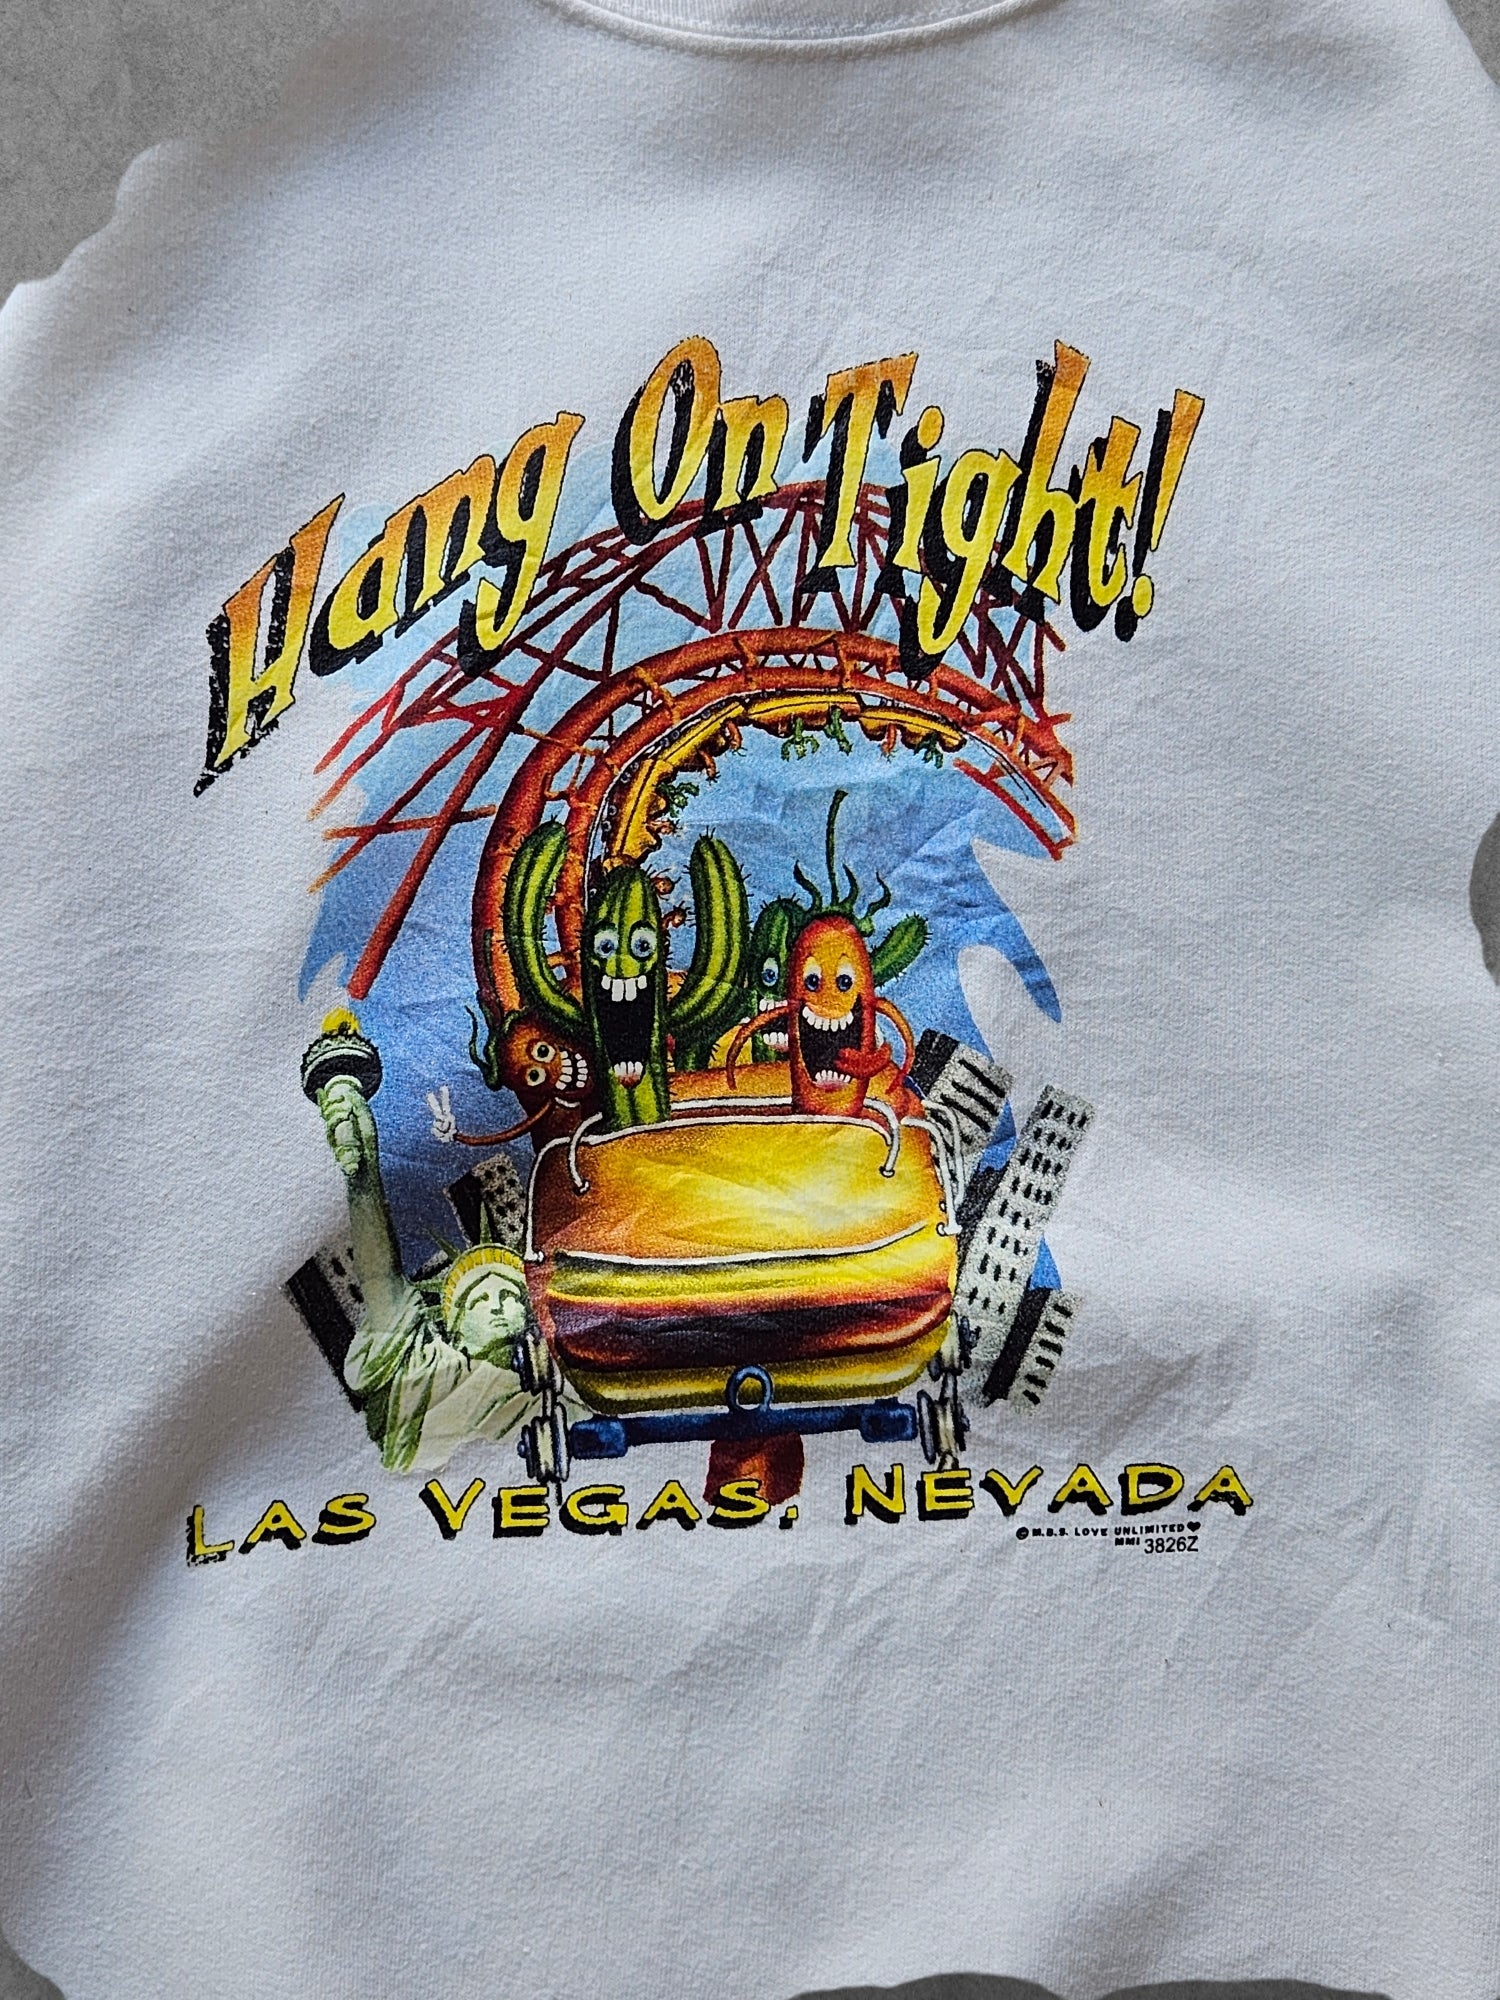 Hang On Tight!
LAS VEGAS, NEVADA
© M.B.S. LOVE UNLIMITED
MMI 3826Z